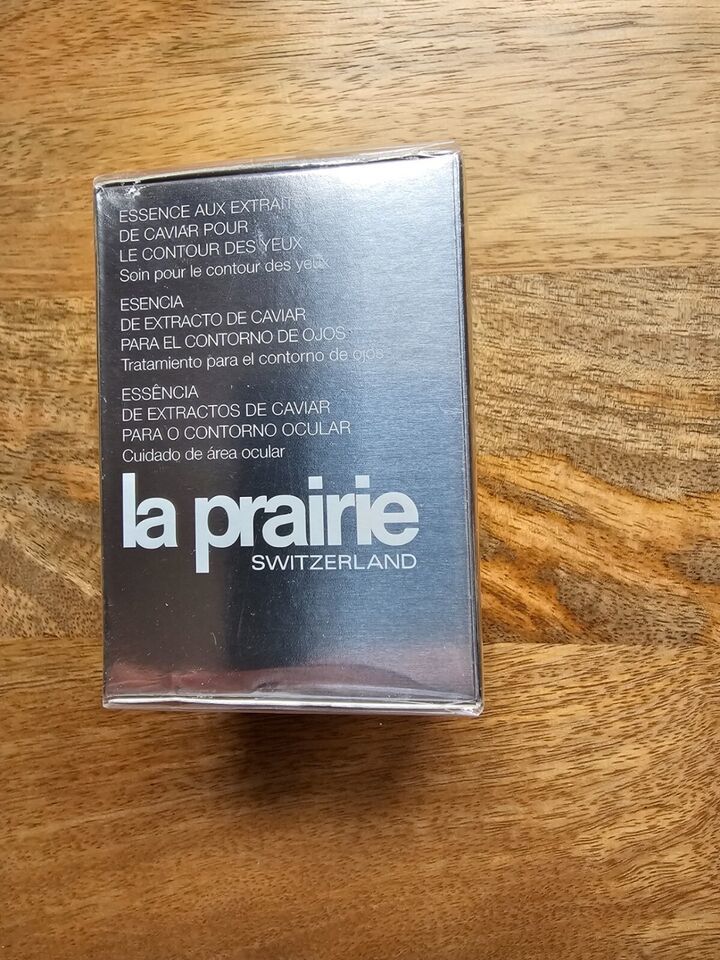 ESSENCE AUX EXTRAIT
DE CAVIAR POUR
LE CONTOUR DES YEUX
Soin pour le contour des yeux
ESENCIA
DE EXTRACTO DE CAVIAR
PARA EL CONTORNO DE OJOS
Tratamiento para el contorno de ojos
ESSÊNCIA
DE EXTRACTOS DE CAVIAR
PARA O CONTORNO OCULAR
Cuidado de área ocular
la prairie
SWITZERLAND